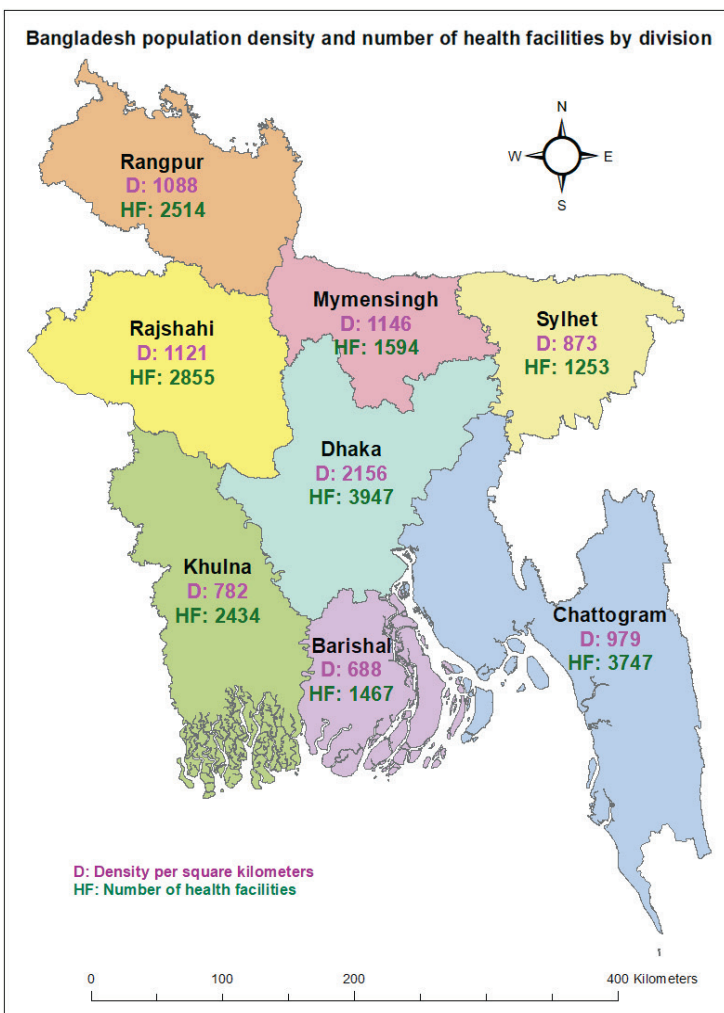 Bangladesh population density and number of health facilities by division
N
W
E
S
Rangpur
D: 1088
HF: 2514
Mymensingh
D: 1146
HF: 1594
Sylhet
D: 873
HF: 1253
Rajshahi
D: 1121
HF: 2855
Dhaka
D: 2156
HF: 3947
Khulna
D: 782
HF: 2434
Barishal
D: 688
HF: 1467
Chattogram
D: 979
HF: 3747
D: Density per square kilometers
HF: Number of health facilities
0 100 200 400 Kilometers